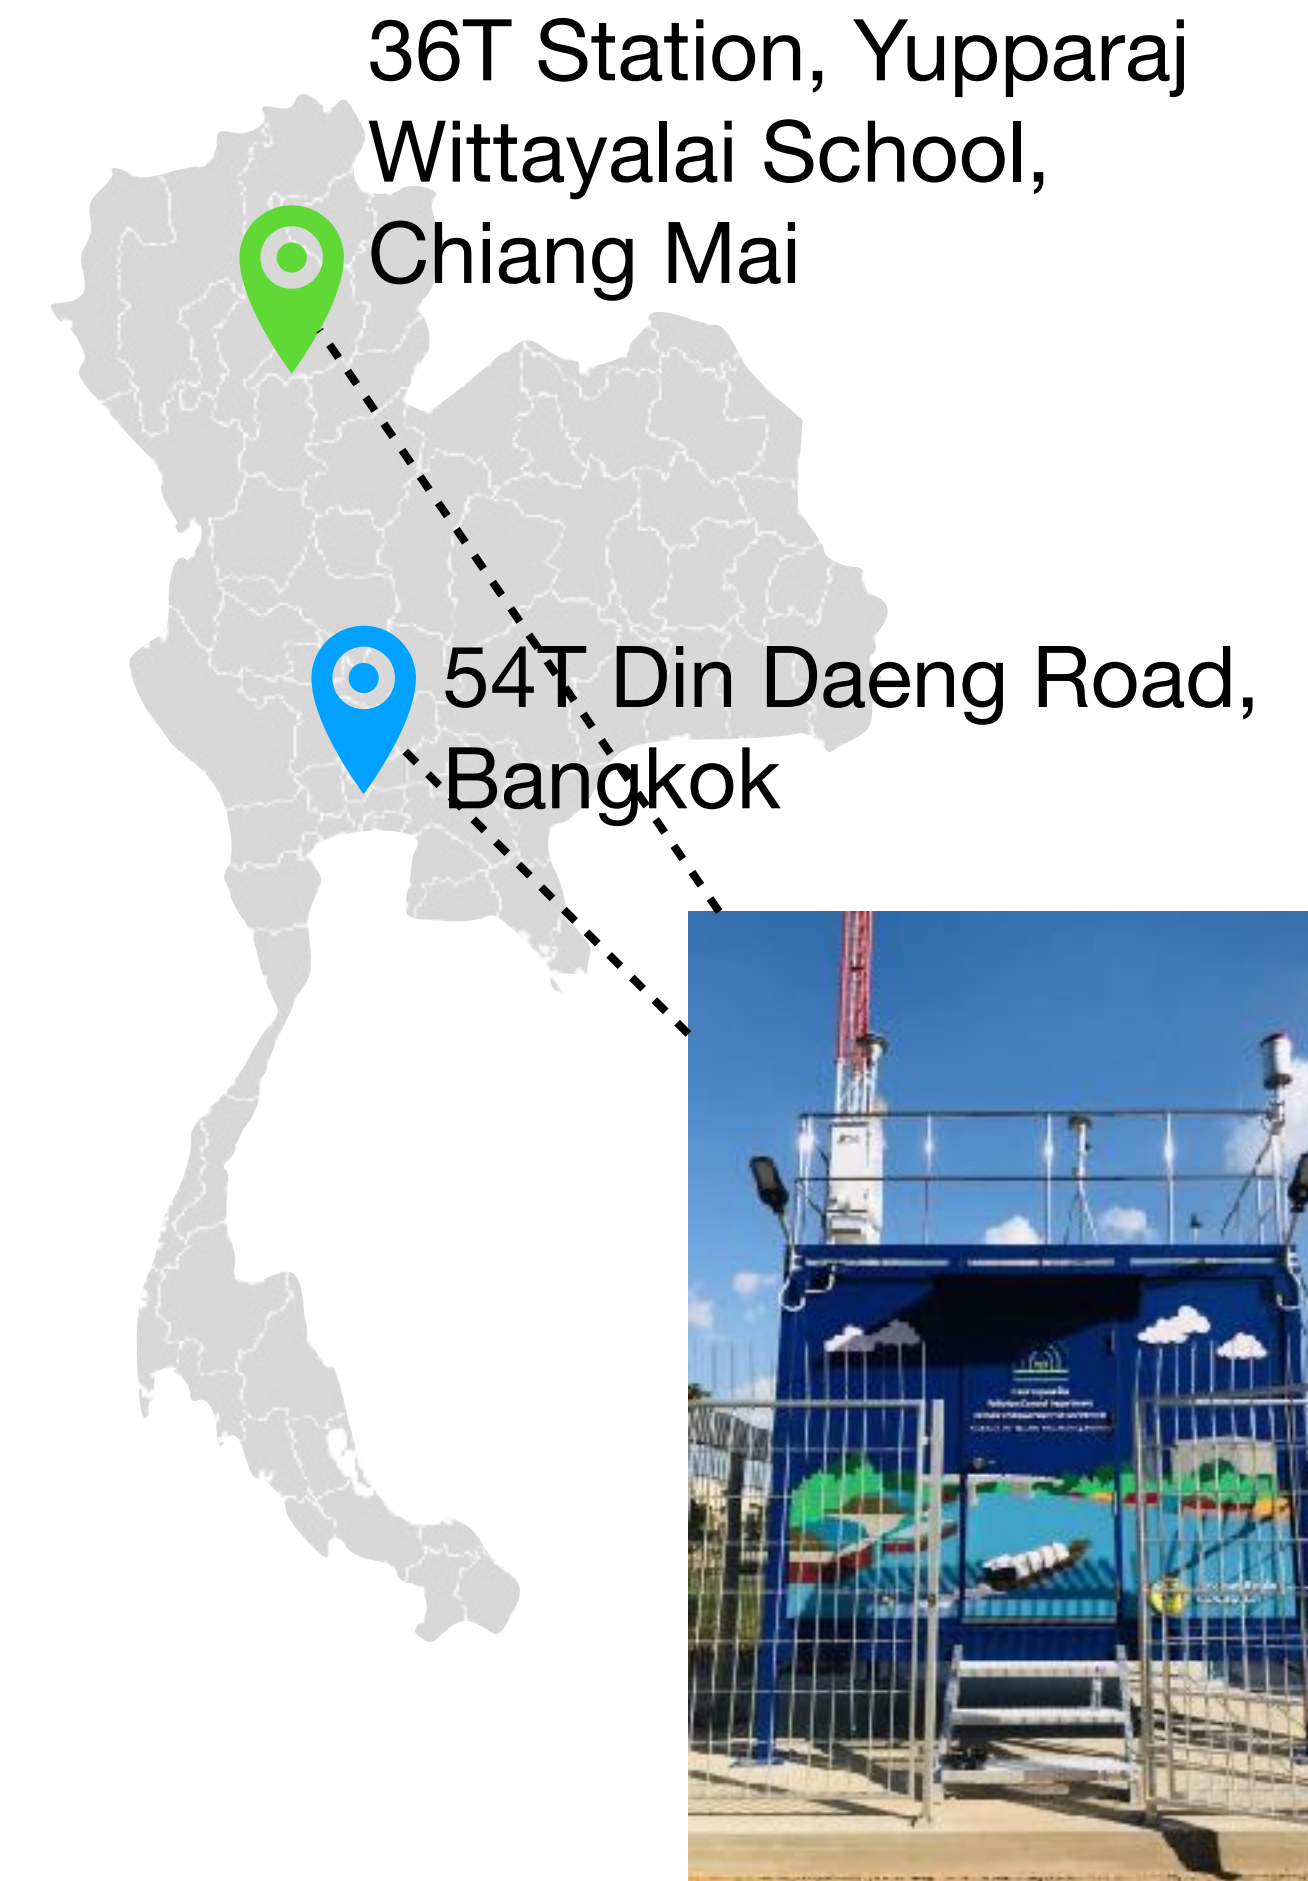 36T Station, Yupparaj
Wittayalai School,
Chiang Mai
54T Din Daeng Road,
Bangkok